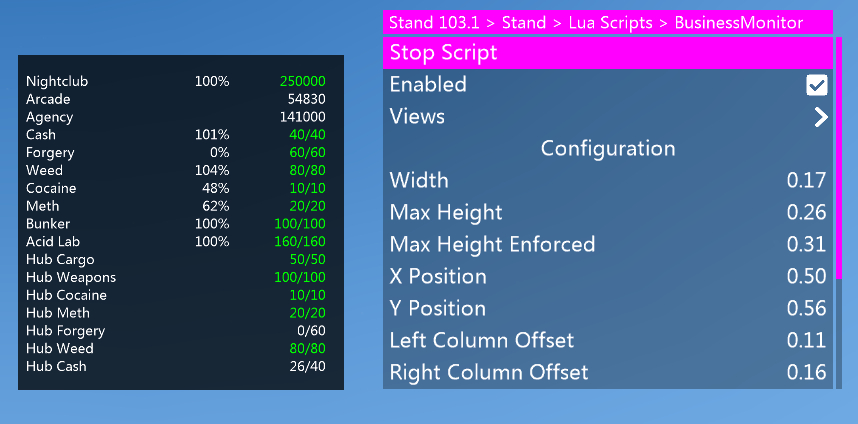 Nightclub 100% 250000
Arcade 54830
Agency 141000
Cash 101% 40/40
Forgery 0% 60/60
Weed 104% 80/80
Cocaine 48% 10/10
Meth 62% 20/20
Bunker 100% 100/100
Acid Lab 100% 160/160
Hub Cargo 50/50
Hub Weapons 100/100
Hub Cocaine 10/10
Hub Meth 20/20
Hub Forgery 0/60
Hub Weed 80/80
Hub Cash 26/40
Stand 103.1 > Stand > Lua Scripts > BusinessMonitor
Stop Script
Enabled
Views
Configuration
Width 0.17
Max Height 0.26
Max Height Enforced 0.31
X Position 0.50
Y Position 0.56
Left Column Offset 0.11
Right Column Offset 0.16